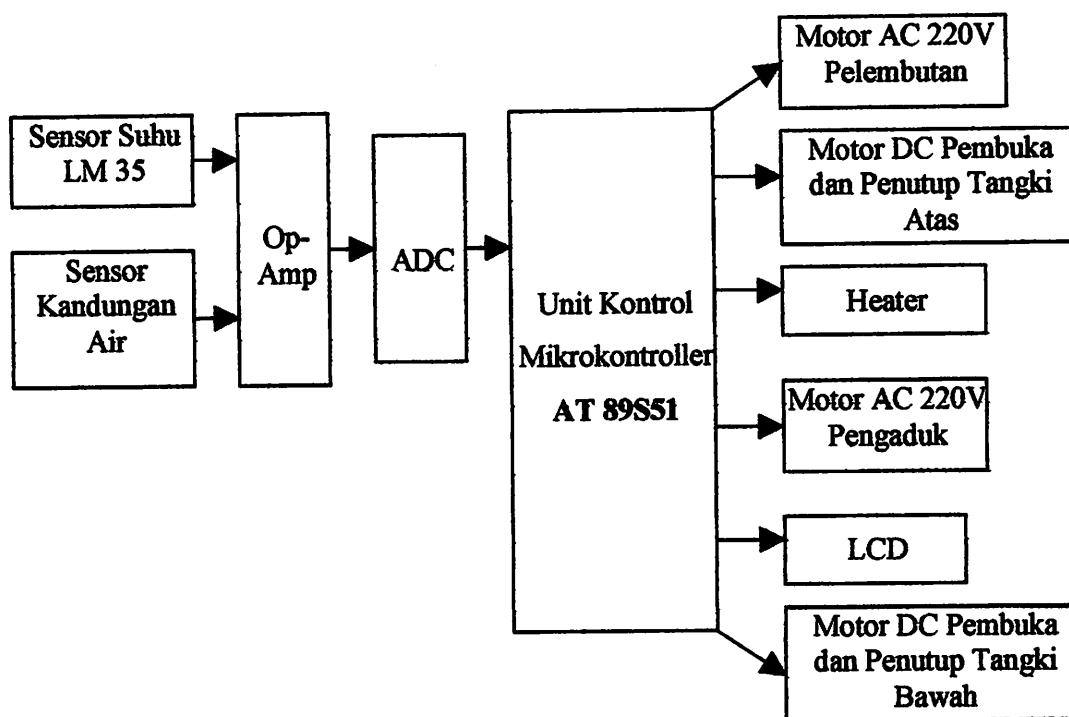 Sensor Suhu
LM 35
Sensor
Kandungan
Air
Op-
Amp
ADC
Unit Kontrol
Mikrokontroller
AT 89S51
Motor AC 220V
Pelembutan
Motor DC Pembuka
dan Penutup Tangki
Atas
Heater
Motor AC 220V
Pengaduk
LCD
Motor DC Pembuka
dan Penutup Tangki
Bawah